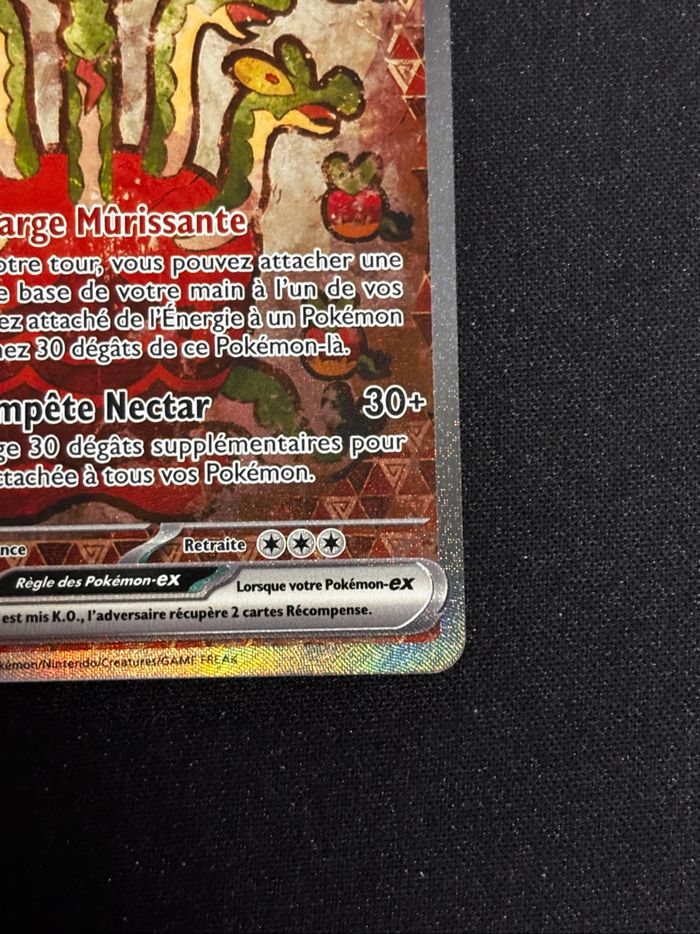 arge Mûrissante
otre tour, vous pouvez attacher une
e base de votre main à l'un de vos
ez attaché de l'Énergie à un Pokémon
nez 30 dégâts de ce Pokémon-là.
mpête Nectar 30+
ge 30 dégâts supplémentaires pour
ttachée à tous vos Pokémon.
nce Retraite
Règle des Pokémon-ex Lorsque votre Pokémon-ex
est mis K.O., l'adversaire récupère 2 cartes Récompense.
kémon/Nintendo/Creatures/GAME FREAK